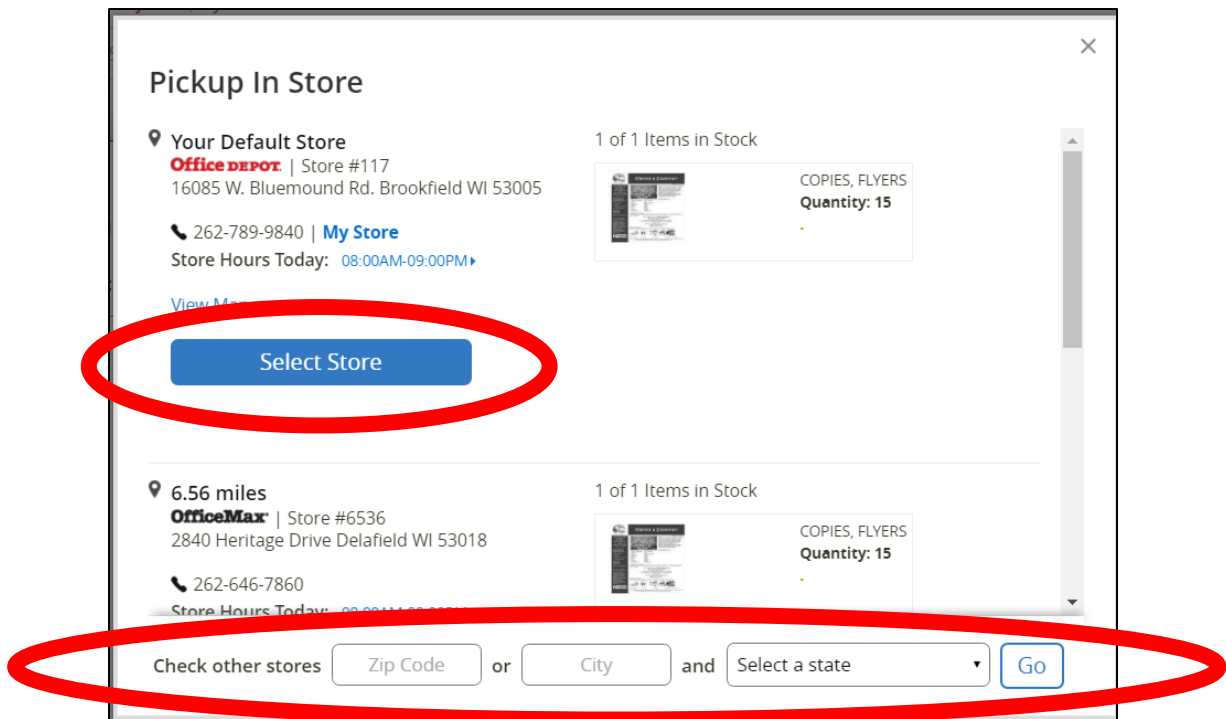 Pickup In Store
Your Default Store
Office DEPOT. | Store #117
16085 W. Bluemound Rd. Brookfield WI 53005
262-789-9840 | My Store
Store Hours Today: 08:00AM-09:00PM
View Map
Select Store
1 of 1 Items in Stock
COPIES, FLYERS
Quantity: 15
.
6.56 miles
OfficeMax | Store #6536
2840 Heritage Drive Delafield WI 53018
262-646-7860
Store Hours Today:
1 of 1 Items in Stock
COPIES, FLYERS
Quantity: 15
.
Check other stores Zip Code or City and Select a state Go